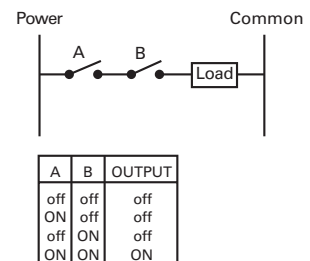 Power Common
A B
Load
A B OUTPUT
off off off
ON off off
off ON off
ON ON ON